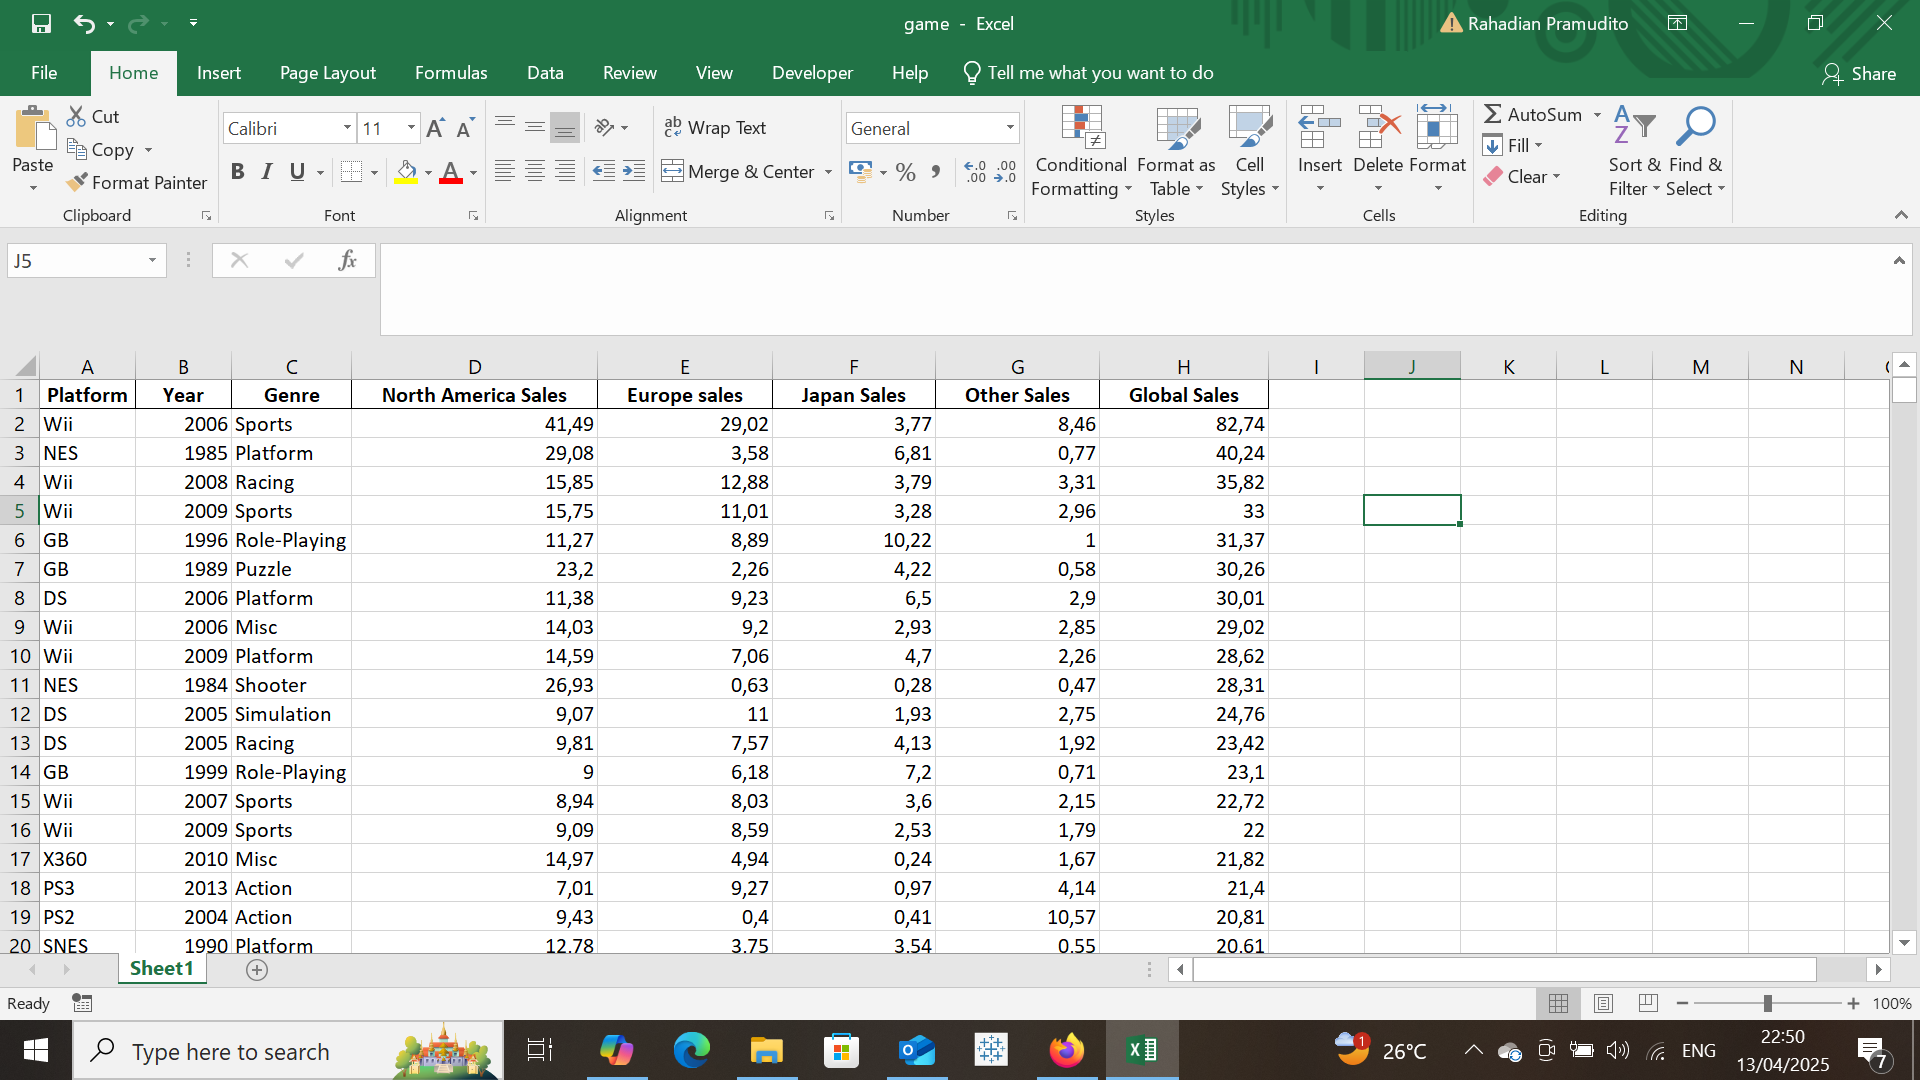 game - Excel
Rahadian Pramudito
File Home Insert Page Layout Formulas Data Review View Developer Help Tell me what you want to do Share
Paste
Cut
Copy
Format Painter
Clipboard
Calibri 11
B I U
Font
Wrap Text
Merge & Center
Alignment
General
Number
Conditional Formatting
Format as Table
Cell Styles
Styles
Insert Delete Format
Cells
AutoSum
Fill
Clear
Sort & Filter
Find & Select
Editing
J5 fx
A B C D E F G H I J K L M N
1 Platform Year Genre North America Sales Europe sales Japan Sales Other Sales Global Sales
2 Wii 2006 Sports 41,49 29,02 3,77 8,46 82,74
3 NES 1985 Platform 29,08 3,58 6,81 0,77 40,24
4 Wii 2008 Racing 15,85 12,88 3,79 3,31 35,82
5 Wii 2009 Sports 15,75 11,01 3,28 2,96 33
6 GB 1996 Role-Playing 11,27 8,89 10,22 1 31,37
7 GB 1989 Puzzle 23,2 2,26 4,22 0,58 30,26
8 DS 2006 Platform 11,38 9,23 6,5 2,9 30,01
9 Wii 2006 Misc 14,03 9,2 2,93 2,85 29,02
10 Wii 2009 Platform 14,59 7,06 4,7 2,26 28,62
11 NES 1984 Shooter 26,93 0,63 0,28 0,47 28,31
12 DS 2005 Simulation 9,07 11 1,93 2,75 24,76
13 DS 2005 Racing 9,81 7,57 4,13 1,92 23,42
14 GB 1999 Role-Playing 9 6,18 7,2 0,71 23,1
15 Wii 2007 Sports 8,94 8,03 3,6 2,15 22,72
16 Wii 2009 Sports 9,09 8,59 2,53 1,79 22
17 X360 2010 Misc 14,97 4,94 0,24 1,67 21,82
18 PS3 2013 Action 7,01 9,27 0,97 4,14 21,4
19 PS2 2004 Action 9,43 0,4 0,41 10,57 20,81
20 SNES 1990 Platform 12,78 3,75 3,54 0,55 20,61
Sheet1
Ready 100%
Type here to search
1 26°C ENG
22:50
13/04/2025
7